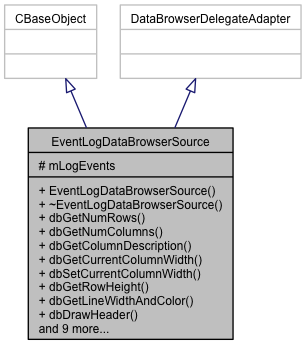 CBaseObject
DataBrowserDelegateAdapter
EventLogDataBrowserSource
# mLogEvents
+ EventLogDataBrowserSource()
+ ~EventLogDataBrowserSource()
+ dbGetNumRows()
+ dbGetNumColumns()
+ dbGetColumnDescription()
+ dbGetCurrentColumnWidth()
+ dbSetCurrentColumnWidth()
+ dbGetRowHeight()
+ dbGetLineWidthAndColor()
+ dbDrawHeader()
and 9 more...